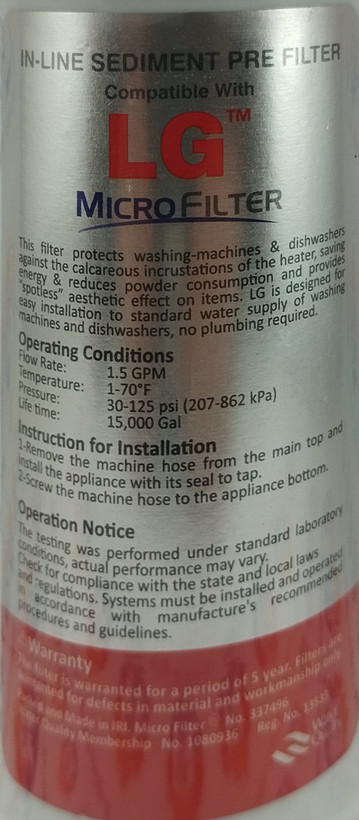 IN-LINE SEDIMENT PRE FILTER
Compatible With
LG™
MICROFILTER
This filter protects washing-machines & dishwashers
against the calcareous incrustations of the heater, saving
energy & reduces powder consumption and provides
"spotless" aesthetic effect on items. LG is designed for
easy installation to standard water supply of washing
machines and dishwashers, no plumbing required.
Operating Conditions
Flow Rate: 1.5 GPM
Temperature: 1-70°F
Pressure: 30-125 psi (207-862 kPa)
Life time: 15,000 Gal
Instruction for Installation
1-Remove the machine hose from the main top and
install the appliance with its seal to tap.
2-Screw the machine hose to the appliance bottom.
Operation Notice
The testing was performed under standard laboratory
conditions, actual performance may vary.
Check for compliance with the state and local laws
and regulations. Systems must be installed and operated
in accordance with manufacture's recommended
procedures and guidelines.
Warranty
The filter is warranted for a period of 5 year. Filters are
warranted for defects in material and workmanship only.
and Made in IRI. Micro Filter No. 337496 Reg. No. 13535
Water Quality Membership No. 1080936
Water
Quality